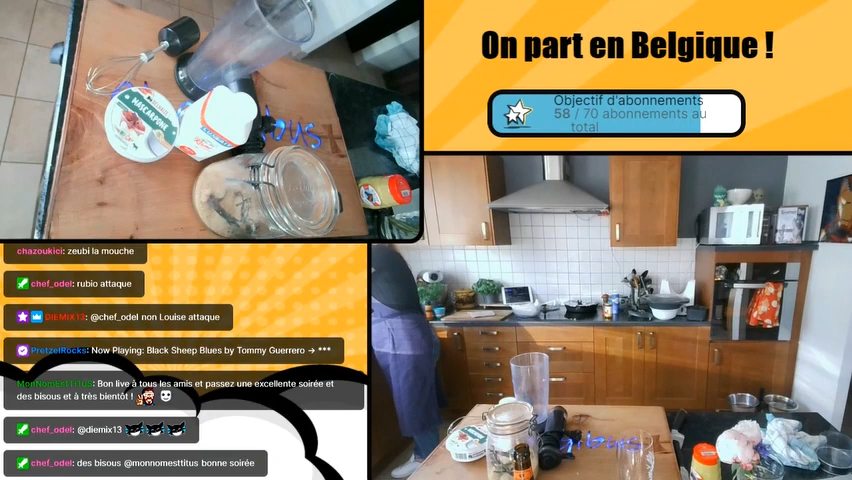 On part en Belgique !
Objectif d'abonnements
58 / 70 abonnements au
total
MASCARPONE
chazoukici: zeubi la mouche
chef_odel: rubio attaque
DIEMIX13: @chef_odel non Louise attaque
PretzelRocks: Now Playing: Black Sheep Blues by Tommy Guerrero -> ***
MonNomEstTitUS: Bon live à tous les amis et passez une excellente soirée et
des bisous et à très bientôt !
chef_odel: @diemix13
chef_odel: des bisous @monnomesttitus bonne soirée